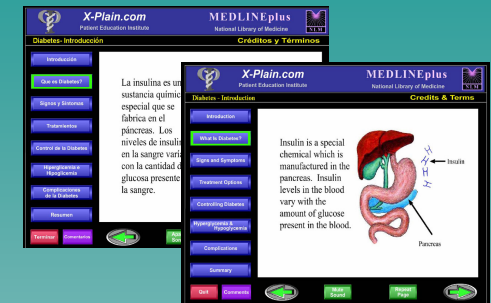 X-Plain.com
Patient Education Institute
MEDLINEplus
National Library of Medicine
NLM
Diabetes- Introducción
Créditos y Términos
Introducción
Que es Diabetes?
Signos y Síntomas
Tratamientos
Control de la Diabetes
Hiperglicemia e
Hipoglicemia
Complicaciones
de la Diabetes
Resumen
Terminar
Comentarios
La insulina es un
sustancia químic
especial que se
fabrica en el
páncreas. Los
niveles de insulin
en la sangre varía
con la cantidad d
glucosa presente
la sangre.
X-Plain.com
Patient Education Institute
MEDLINEplus
National Library of Medicine
NLM
Diabetes - Introduction
Credits & Terms
Introduction
What Is Diabetes?
Signs and Symptoms
Treatment Options
Controlling Diabetes
Hyperglycemia &
Hypoglycemia
Complications
Summary
Quit
Comments
Insulin is a special
chemical which is
manufactured in the
pancreas. Insulin
levels in the blood
vary with the
amount of glucose
present in the blood.
Insulin
Pancreas
Mute
Sound
Repeat
Page